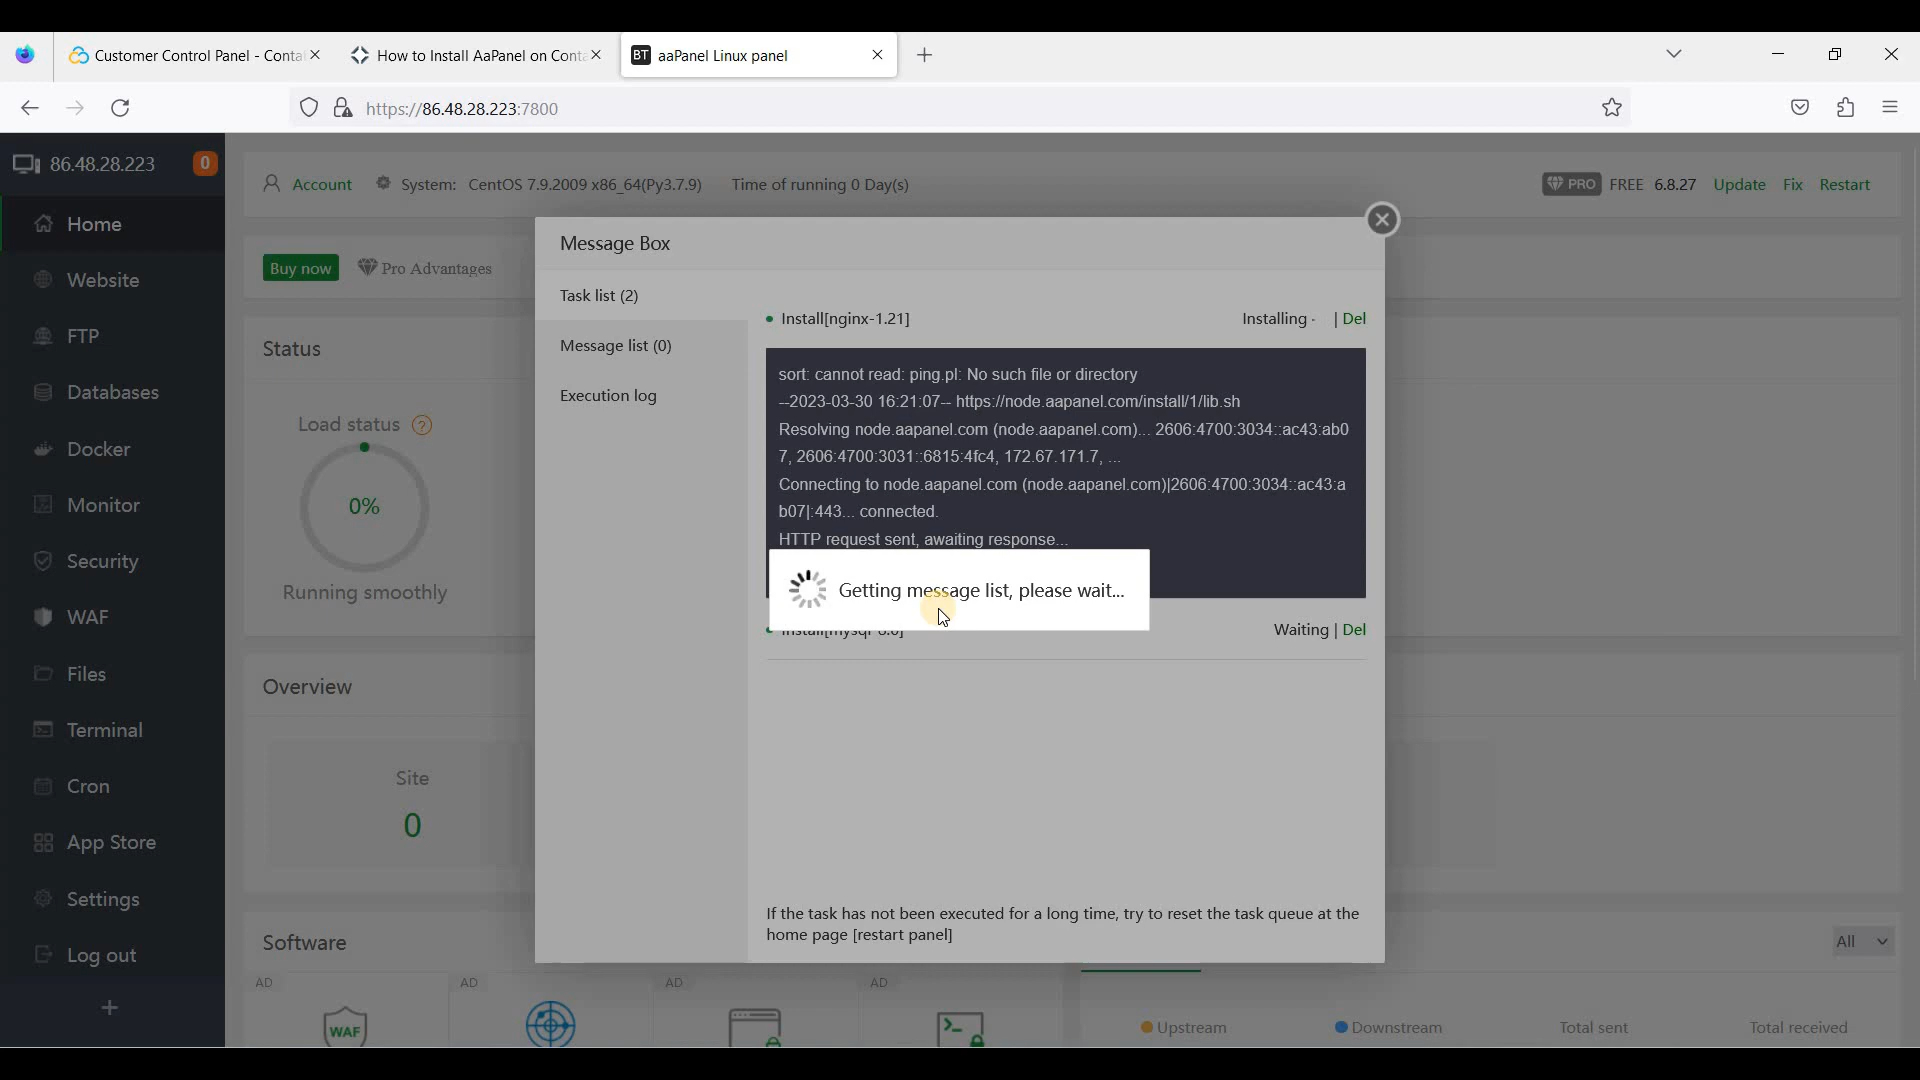 Customer Control Panel - Conta
How to Install AaPanel on Conta
BT aaPanel Linux panel
https://86.48.28.223:7800
86.48.28.223
0
Home
Website
FTP
Databases
Docker
Monitor
Security
WAF
Files
Terminal
Cron
App Store
Settings
Log out
Account System: CentOS 7.9.2009 x86_64(Py3.7.9) Time of running 0 Day(s)
PRO FREE 6.8.27 Update Fix Restart
Buy now Pro Advantages
Status
Load status ?
0%
Running smoothly
Overview
Site
0
Software
AD AD AD AD
WAF
All
Upstream Downstream Total sent Total received
Message Box
Task list (2)
Message list (0)
Execution log
Install[nginx-1.21] Installing - | Del
sort: cannot read: ping.pl: No such file or directory
--2023-03-30 16:21:07-- https://node.aapanel.com/install/1/lib.sh
Resolving node.aapanel.com (node.aapanel.com)... 2606:4700:3034::ac43:ab0
7, 2606:4700:3031::6815:4fc4, 172.67.171.7, ...
Connecting to node.aapanel.com (node.aapanel.com)|2606:4700:3034::ac43:a
b07|:443... connected.
HTTP request sent, awaiting response...
Getting message list, please wait...
Waiting | Del
If the task has not been executed for a long time, try to reset the task queue at the
home page [restart panel]